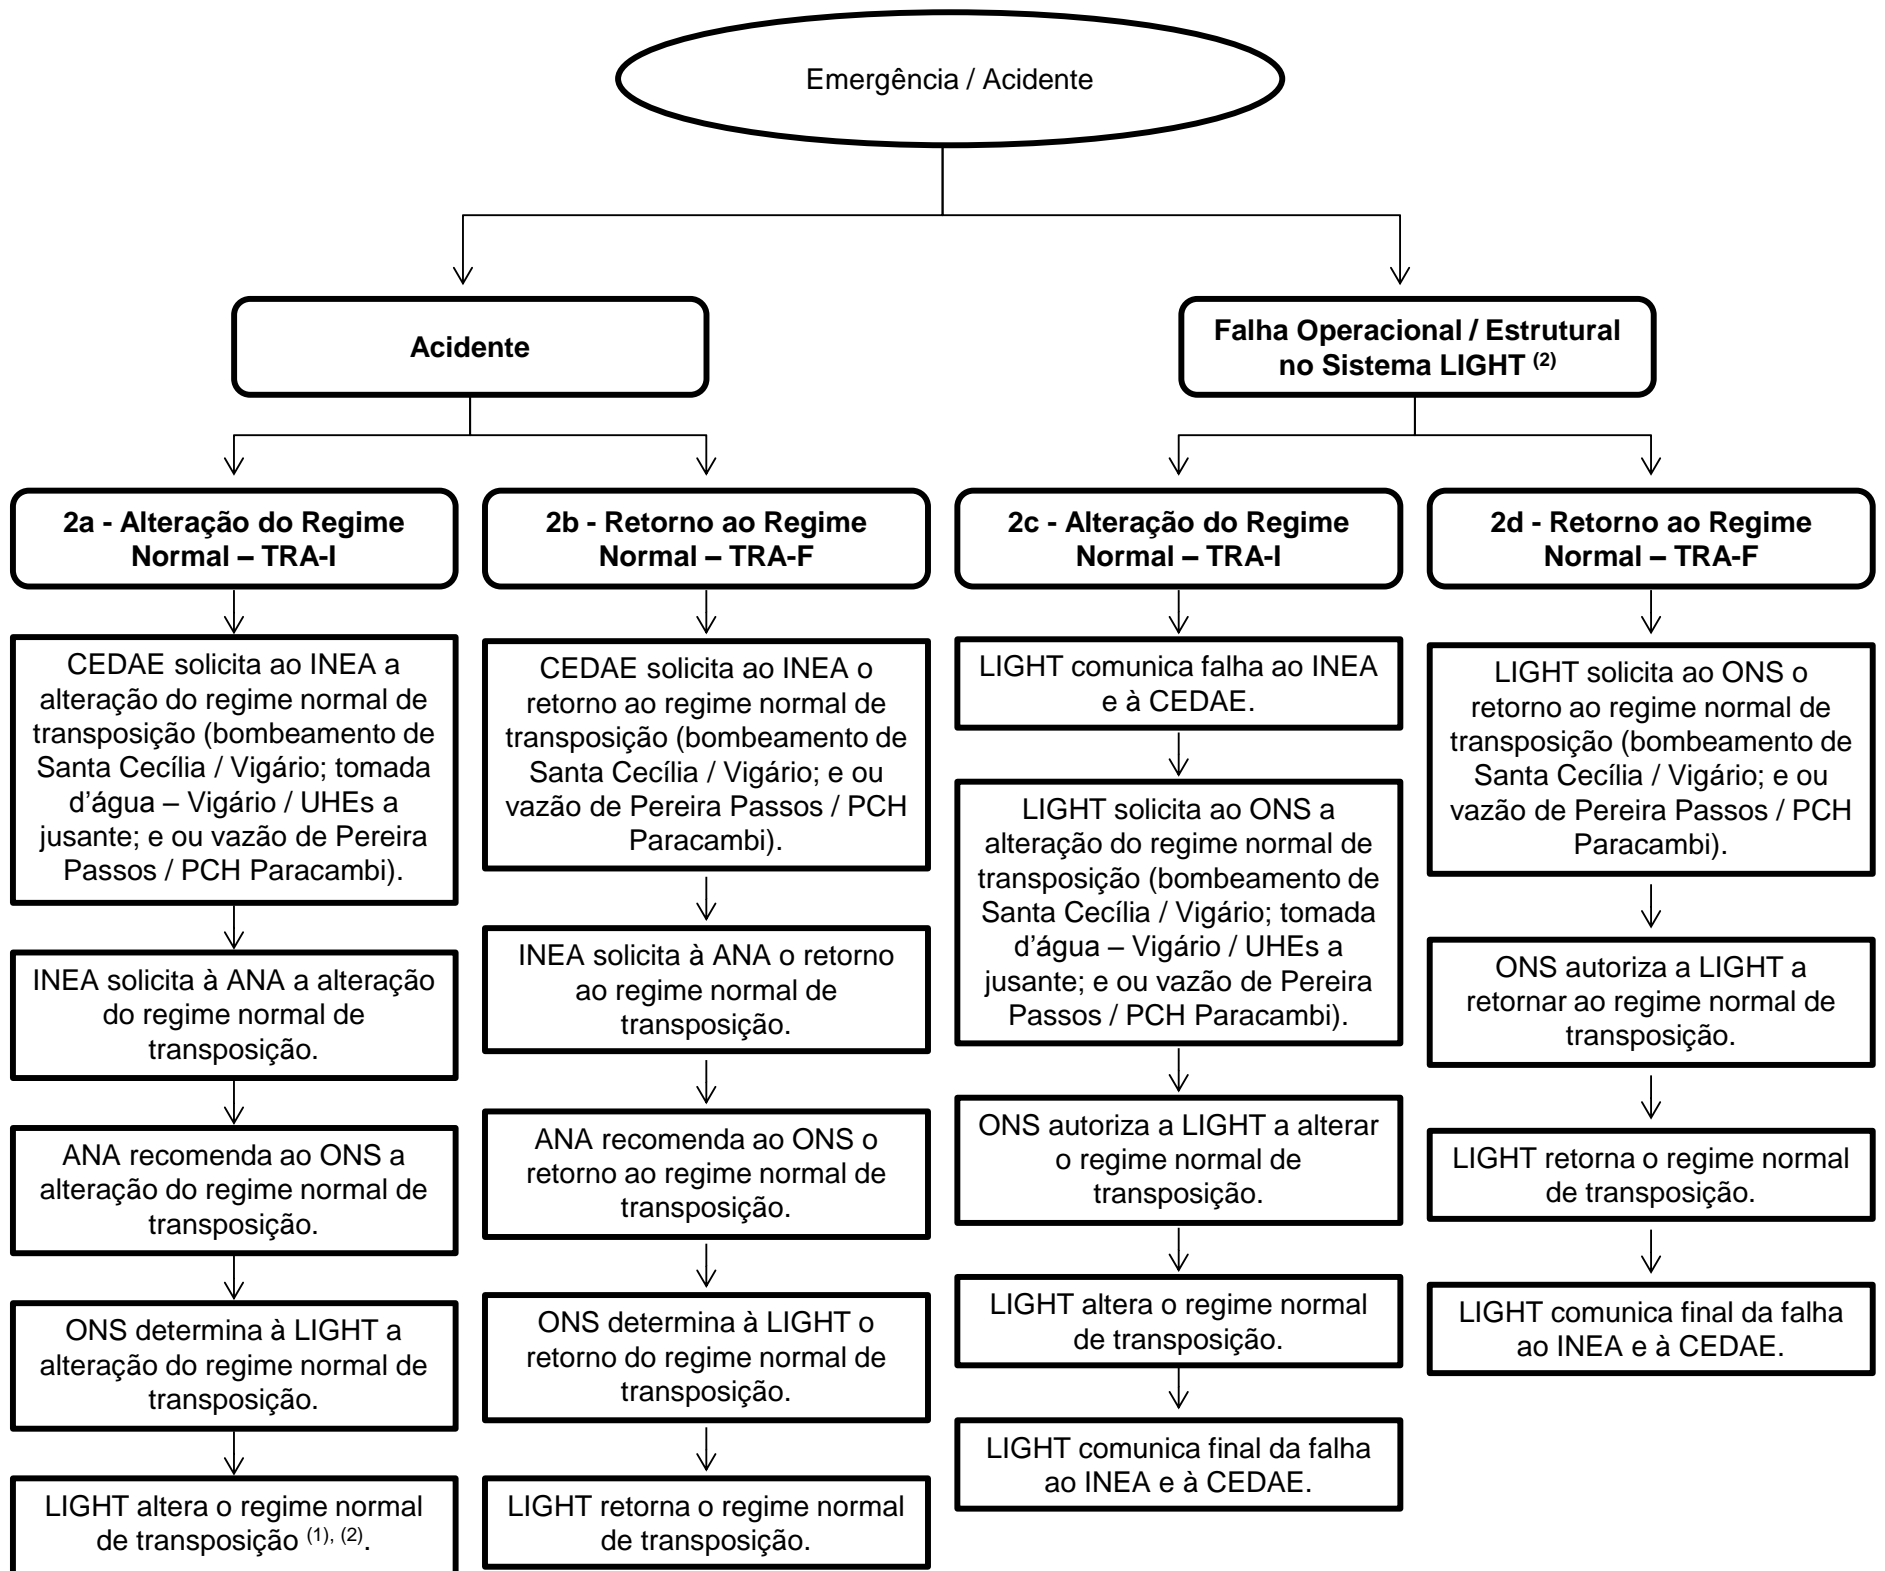 Emergência / Acidente
Acidente
Falha Operacional / Estrutural
no Sistema LIGHT (2)
2a - Alteração do Regime
Normal – TRA-I
CEDAE solicita ao INEA a
alteração do regime normal de
transposição (bombeamento de
Santa Cecília / Vigário; tomada
d'água – Vigário / UHEs a
jusante; e ou vazão de Pereira
Passos / PCH Paracambi).
INEA solicita à ANA a alteração
do regime normal de
transposição.
ANA recomenda ao ONS a
alteração do regime normal de
transposição.
ONS determina à LIGHT a
alteração do regime normal de
transposição.
LIGHT altera o regime normal
de transposição (1), (2).
2b - Retorno ao Regime
Normal – TRA-F
CEDAE solicita ao INEA o
retorno ao regime normal de
transposição (bombeamento de
Santa Cecília / Vigário; e ou
vazão de Pereira Passos / PCH
Paracambi).
INEA solicita à ANA o retorno
ao regime normal de
transposição.
ANA recomenda ao ONS o
retorno ao regime normal de
transposição.
ONS determina à LIGHT o
retorno do regime normal de
transposição.
LIGHT retorna o regime normal
de transposição.
2c - Alteração do Regime
Normal – TRA-I
LIGHT comunica falha ao INEA
e à CEDAE.
LIGHT solicita ao ONS a
alteração do regime normal de
transposição (bombeamento de
Santa Cecília / Vigário; tomada
d'água – Vigário / UHEs a
jusante; e ou vazão de Pereira
Passos / PCH Paracambi).
ONS autoriza a LIGHT a alterar
o regime normal de
transposição.
LIGHT altera o regime normal
de transposição.
LIGHT comunica final da falha
ao INEA e à CEDAE.
2d - Retorno ao Regime
Normal – TRA-F
LIGHT solicita ao ONS o
retorno ao regime normal de
transposição (bombeamento de
Santa Cecília / Vigário; e ou
vazão de Pereira Passos / PCH
Paracambi).
ONS autoriza a LIGHT a
retornar ao regime normal de
transposição.
LIGHT retorna o regime normal
de transposição.
LIGHT comunica final da falha
ao INEA e à CEDAE.